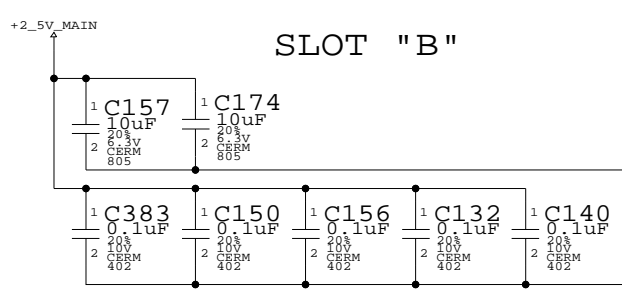 +2_5V_MAIN
SLOT "B"
1 C157
10uF
20%
6.3V
2 CERM
805
1 C174
10uF
20%
6.3V
2 CERM
805
1 C383
0.1uF
20%
10V
2 CERM
402
1 C150
0.1uF
20%
10V
2 CERM
402
1 C156
0.1uF
20%
10V
2 CERM
402
1 C132
0.1uF
20%
10V
2 CERM
402
1 C140
0.1uF
20%
10V
2 CERM
402